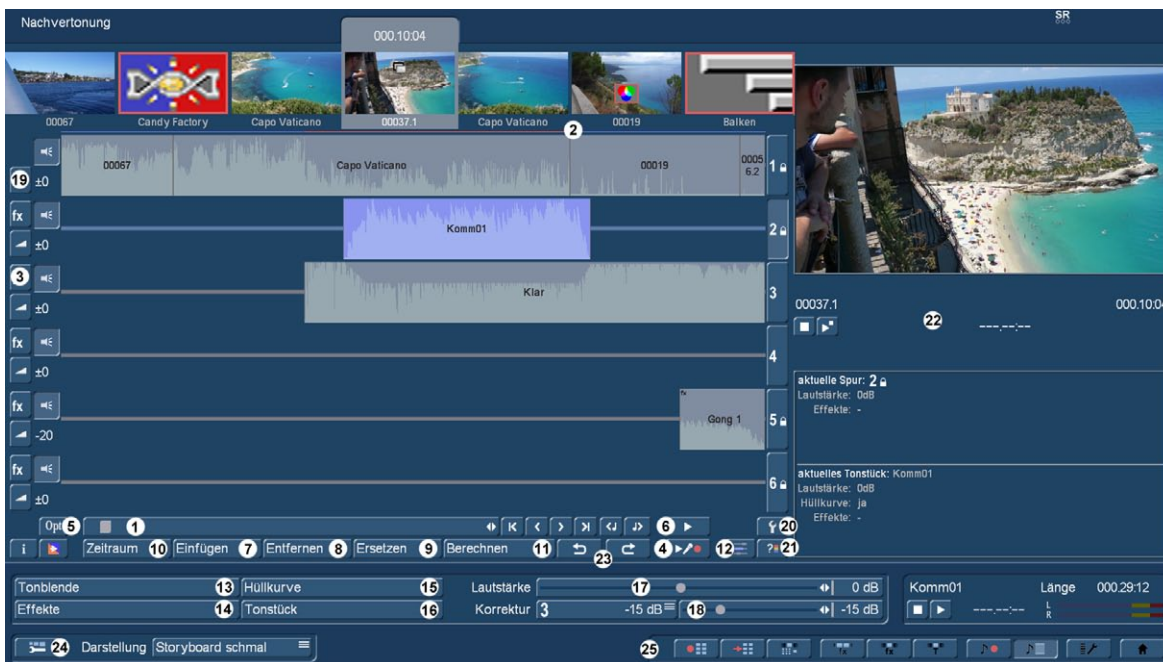 Nachvertonung
SR
000.10:04
00067 Candy Factory Capo Vaticano 00037.1 Capo Vaticano 00019 Balken
2
00067 Capo Vaticano 00019 0005 6.2 1
19 ±0
fx Komm01 2
±0
3 Klar 3
±0
00037.1 000.10:04
22 ---.--:--
fx 4
±0
aktuelle Spur: 2
Lautstärke: 0dB
Effekte: -
fx Gong 1 5
-20
fx 6
±0
aktuelles Tonstück: Komm01
Lautstärke: 0dB
Hüllkurve: ja
Effekte: -
Opt 5 1 6 20
i Zeitraum 10 Einfügen 7 Entfernen 8 Ersetzen 9 Berechnen 11 23 4 12 ? 21
Tonblende 13 Hüllkurve 15 Lautstärke 17 0 dB Komm01 Länge 000.29:12
Effekte 14 Tonstück 16 Korrektur 3 -15 dB 18 -15 dB ---.--:-- L R
24 Darstellung Storyboard schmal 25